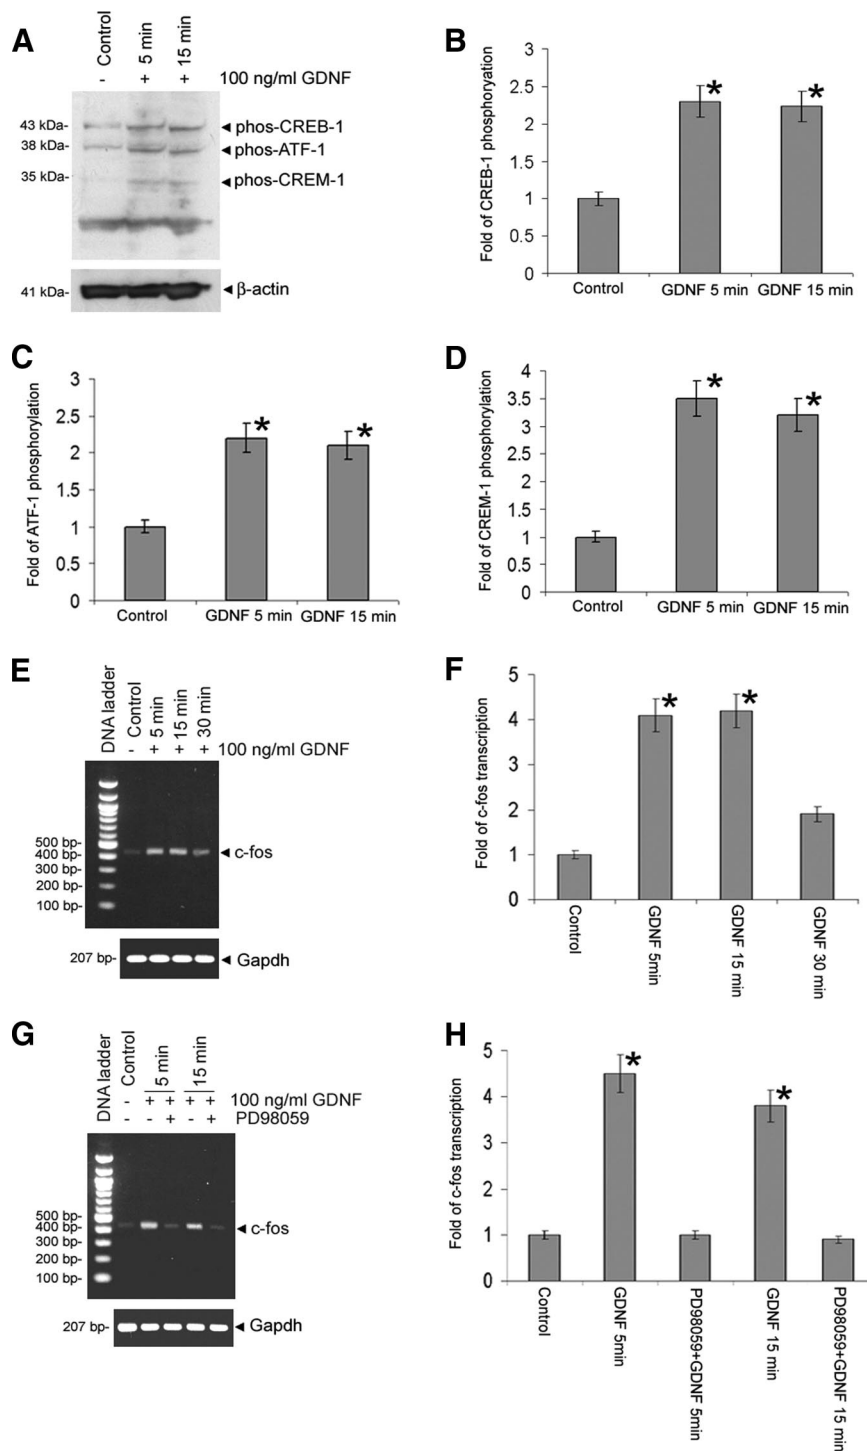 A
Control
5 min
15 min
- + + 100 ng/ml GDNF
43 kDa-
phos-CREB-1
38 kDa-
phos-ATF-1
35 kDa-
phos-CREM-1
41 kDa-
β-actin
B
Fold of CREB-1 phosphoryation
3
2.5
2
1.5
1
0.5
0
*
*
Control GDNF 5 min GDNF 15 min
C
Fold of ATF-1 phosphorylation
3
2.5
2
1.5
1
0.5
0
*
*
Control GDNF 5 min GDNF 15 min
D
Fold of CREM-1 phosphorylation
4
3.5
3
2.5
2
1.5
1
0.5
0
*
*
Control GDNF 5 min GDNF 15 min
E
DNA ladder
Control
5 min
15 min
30 min
- + + + 100 ng/ml GDNF
500 bp-
400 bp-
c-fos
300 bp-
200 bp-
100 bp-
207 bp-
Gapdh
F
Fold of c-fos transcription
5
4
3
2
1
0
*
*
Control
GDNF 5min
GDNF 15 min
GDNF 30 min
G
DNA ladder
Control
5 min
15 min
- + + + + 100 ng/ml GDNF
- - + - + PD98059
500 bp-
400 bp-
c-fos
300 bp-
200 bp-
100 bp-
207 bp-
Gapdh
H
Fold of c-fos transcription
5
4
3
2
1
0
*
*
Control
GDNF 5min
PD98059+GDNF 5min
GDNF 15 min
PD98059+GDNF 15 min